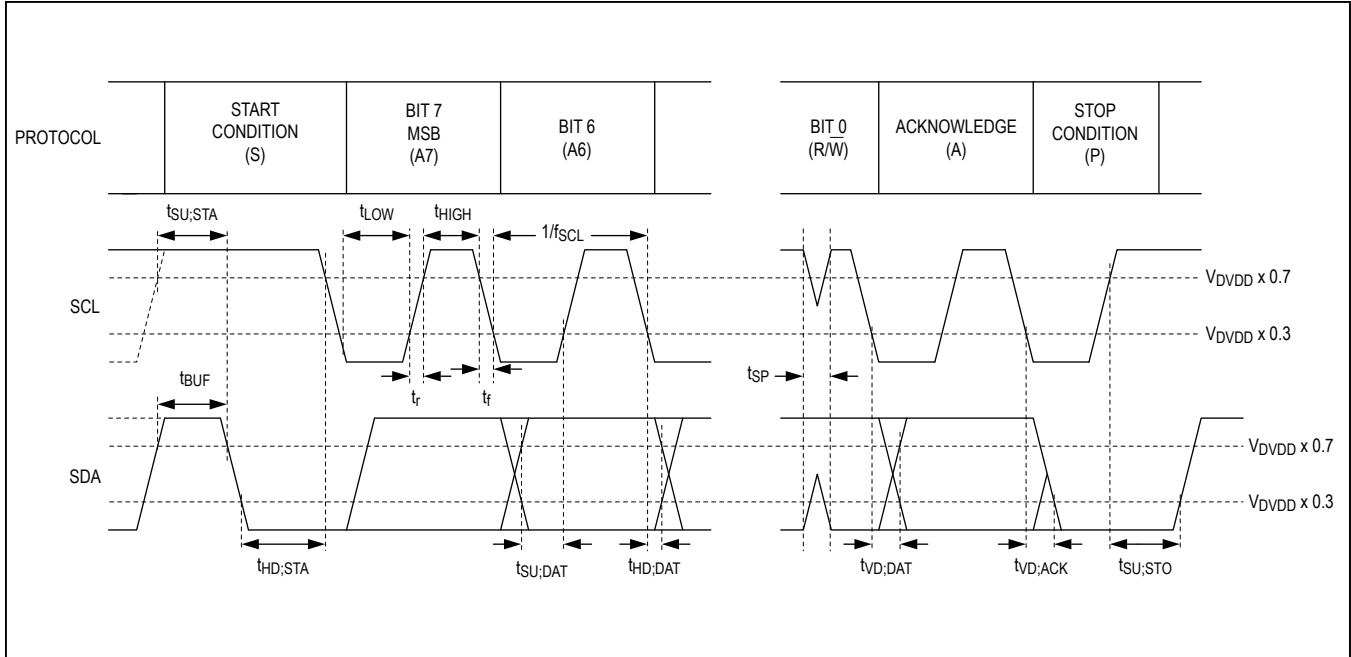 PROTOCOL
START
CONDITION
(S)
BIT 7
MSB
(A7)
BIT 6
(A6)
BIT 0
(R/W̅)
ACKNOWLEDGE
(A)
STOP
CONDITION
(P)
tSU;STA
tLOW
tHIGH
1/fSCL
SCL
VDVDD x 0.7
VDVDD x 0.3
tBUF
tr
tf
tSP
SDA
VDVDD x 0.7
VDVDD x 0.3
tHD;STA
tSU;DAT
tHD;DAT
tVD;DAT
tVD;ACK
tSU;STO